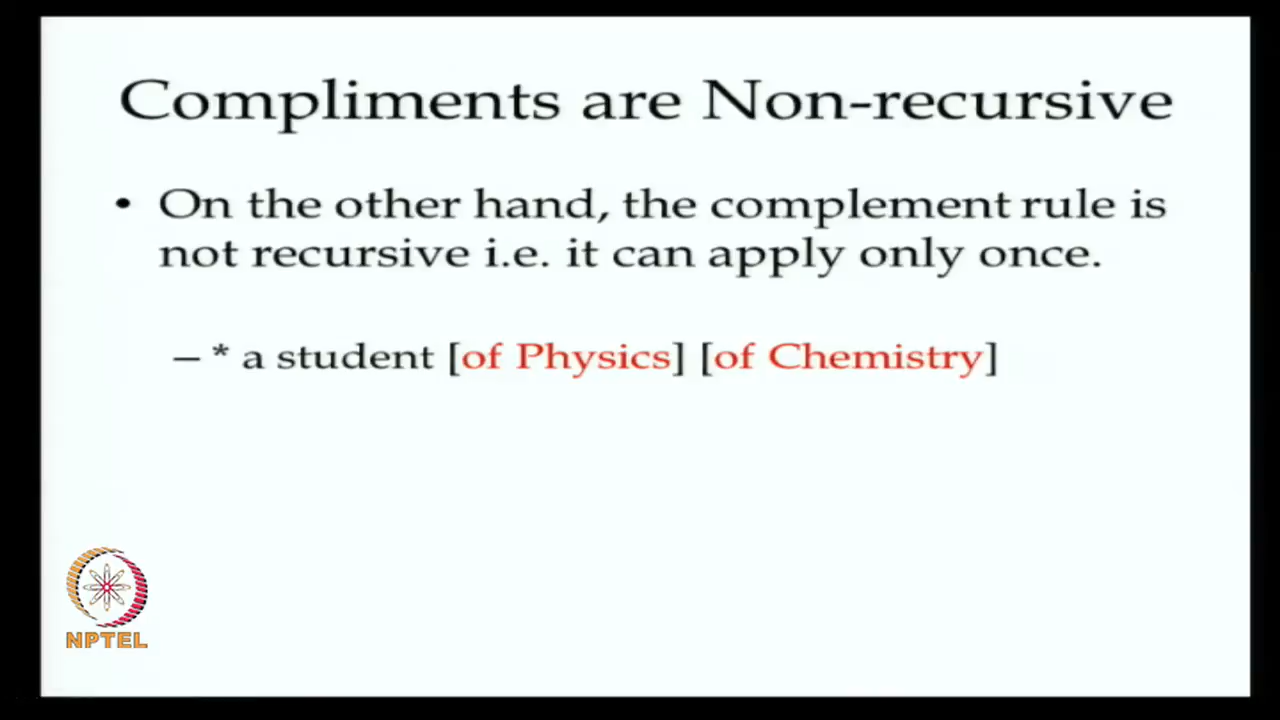 Compliments are Non-recursive
• On the other hand, the complement rule is
not recursive i.e. it can apply only once.
– * a student [of Physics] [of Chemistry]
NPTEL